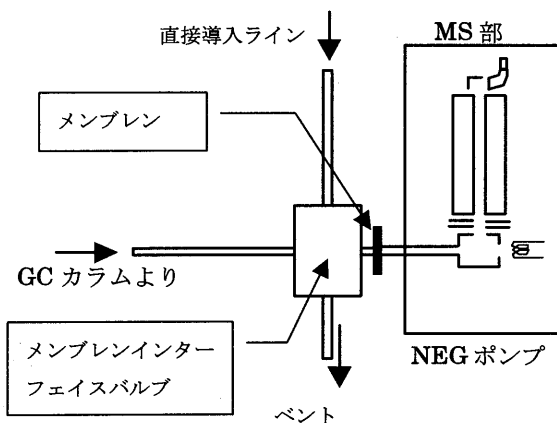 直接導入ライン
MS 部
メンブレン
GC カラムより
メンブレンインター
フェイスバルブ
NEG ポンプ
ベント